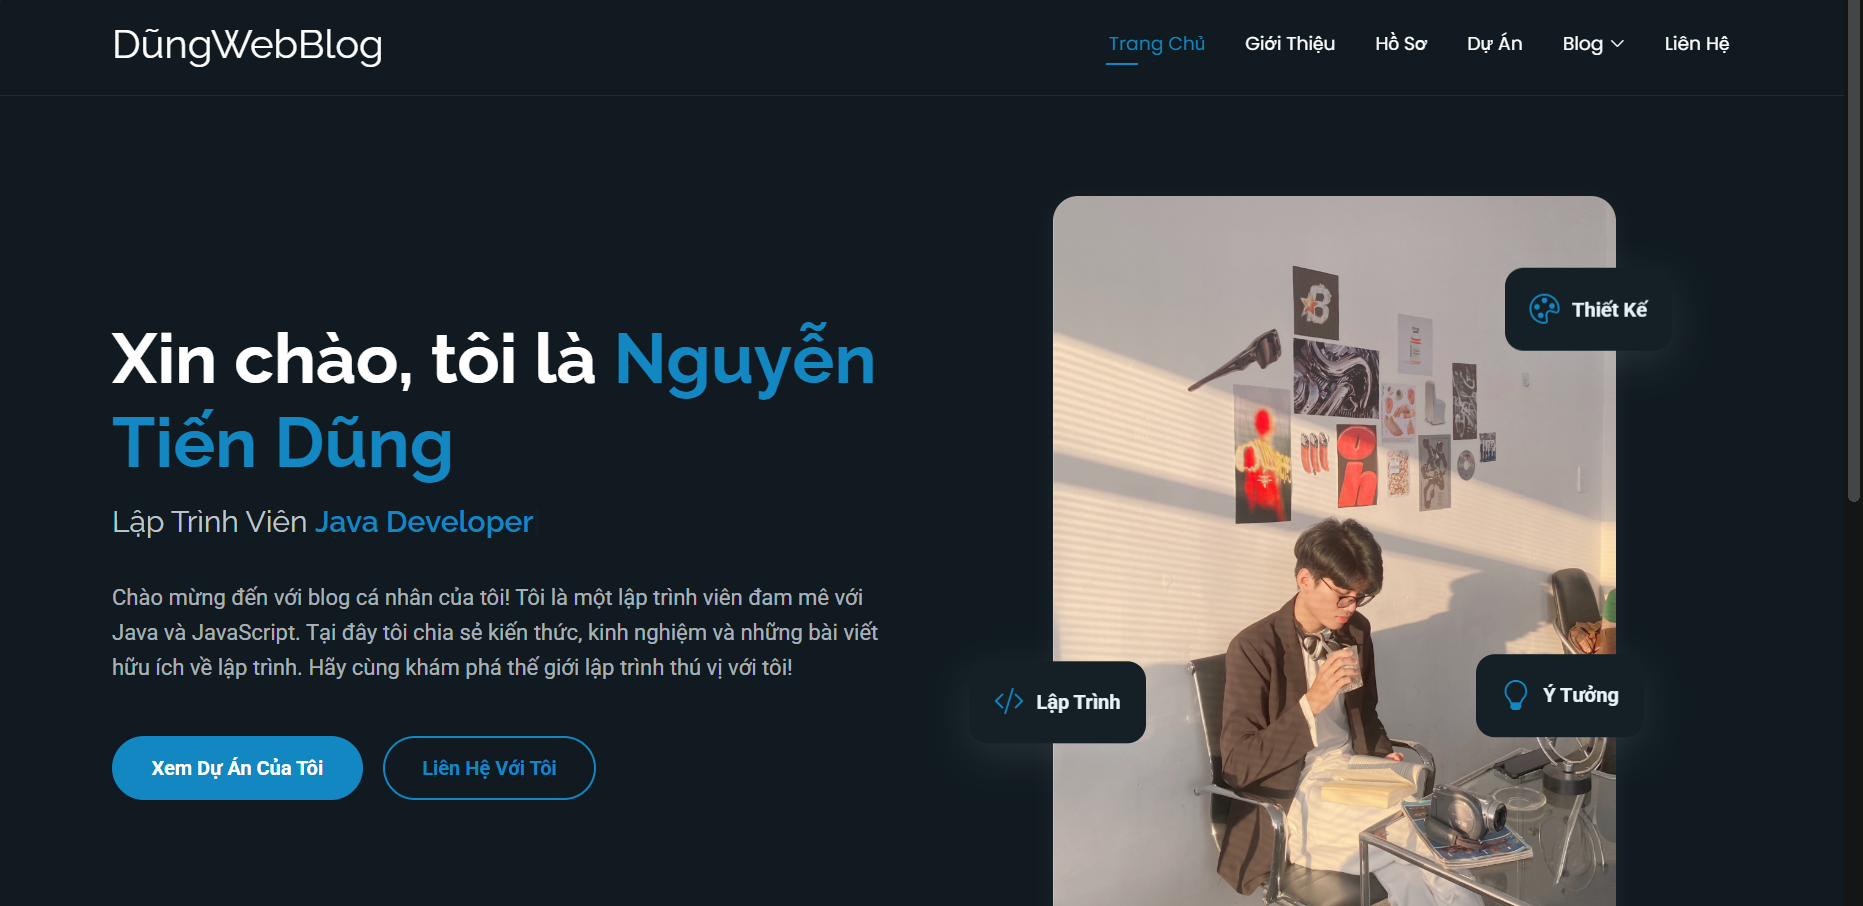 DũngWebBlog
Trang Chủ
Giới Thiệu
Hồ Sơ
Dự Án
Blog
Liên Hệ
Xin chào, tôi là Nguyễn
Tiến Dũng
Lập Trình Viên Java Developer
Chào mừng đến với blog cá nhân của tôi! Tôi là một lập trình viên đam mê với
Java và JavaScript. Tại đây tôi chia sẻ kiến thức, kinh nghiệm và những bài viết
hữu ích về lập trình. Hãy cùng khám phá thế giới lập trình thú vị với tôi!
Xem Dự Án Của Tôi
Liên Hệ Với Tôi
Thiết Kế
Lập Trình
Ý Tưởng
B